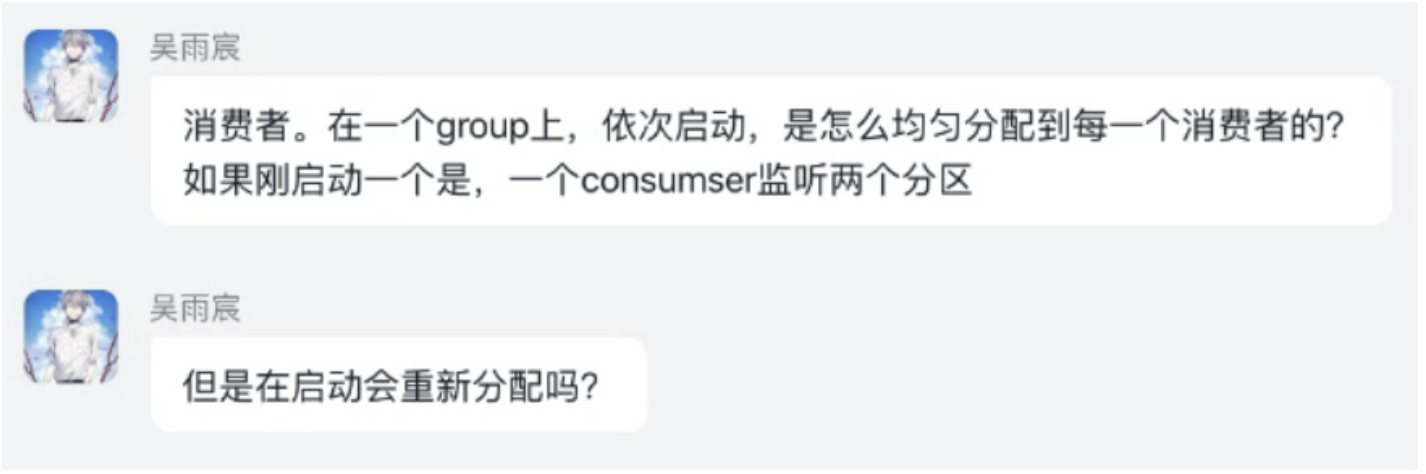 吴雨宸
消费者。在一个group上，依次启动，是怎么均匀分配到每一个消费者的？
如果刚启动一个是，一个consumser监听两个分区
吴雨宸
但是在启动会重新分配吗？